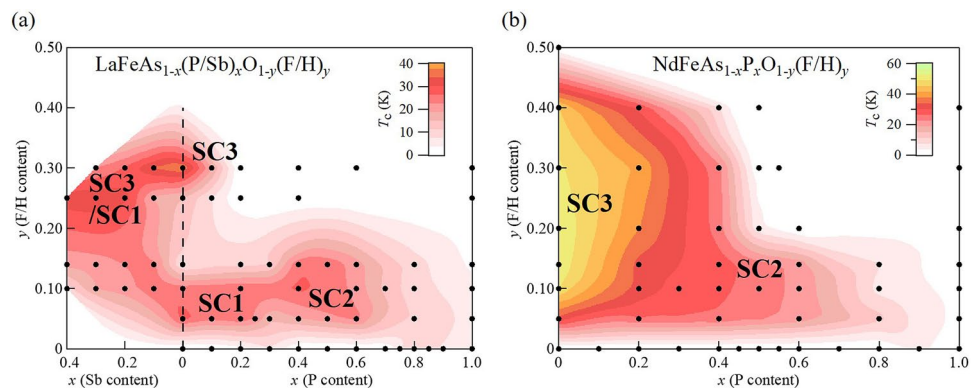 (a)
LaFeAs1-x(P/Sb)xO1-y(F/H)y
y (F/H content)
0.50
0.40
0.30
0.20
0.10
0
0.4
0.2
0
0.2
0.4
0.6
0.8
1.0
x (Sb content)
x (P content)
Tc (K)
40
30
20
10
0
SC3
SC3
/SC1
SC1
SC2
(b)
NdFeAs1-xPxO1-y(F/H)y
y (F/H content)
0.50
0.40
0.30
0.20
0.10
0
0.0
0.2
0.4
0.6
0.8
1.0
x (P content)
Tc (K)
60
50
40
30
20
10
0
SC3
SC2